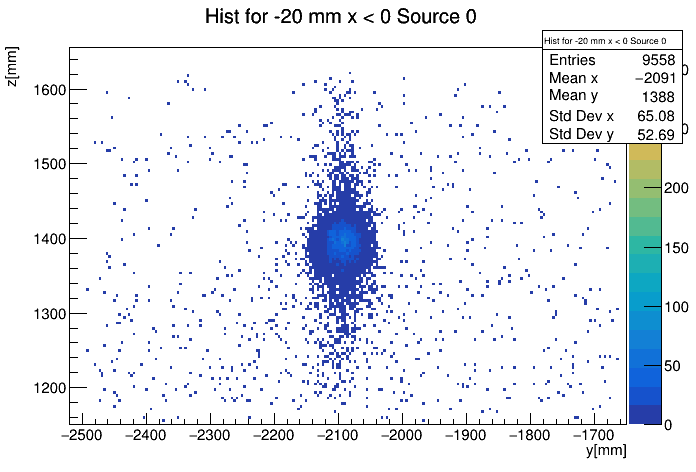 Hist for -20 mm x < 0 Source 0
z[mm]
Hist for -20 mm x < 0 Source 0
Entries 9558
Mean x −2091
Mean y 1388
Std Dev x 65.08
Std Dev y 52.69
1600
1500
1400
1300
1200
200
150
100
50
0
−2500 −2400 −2300 −2200 −2100 −2000 −1900 −1800 −1700
y[mm]